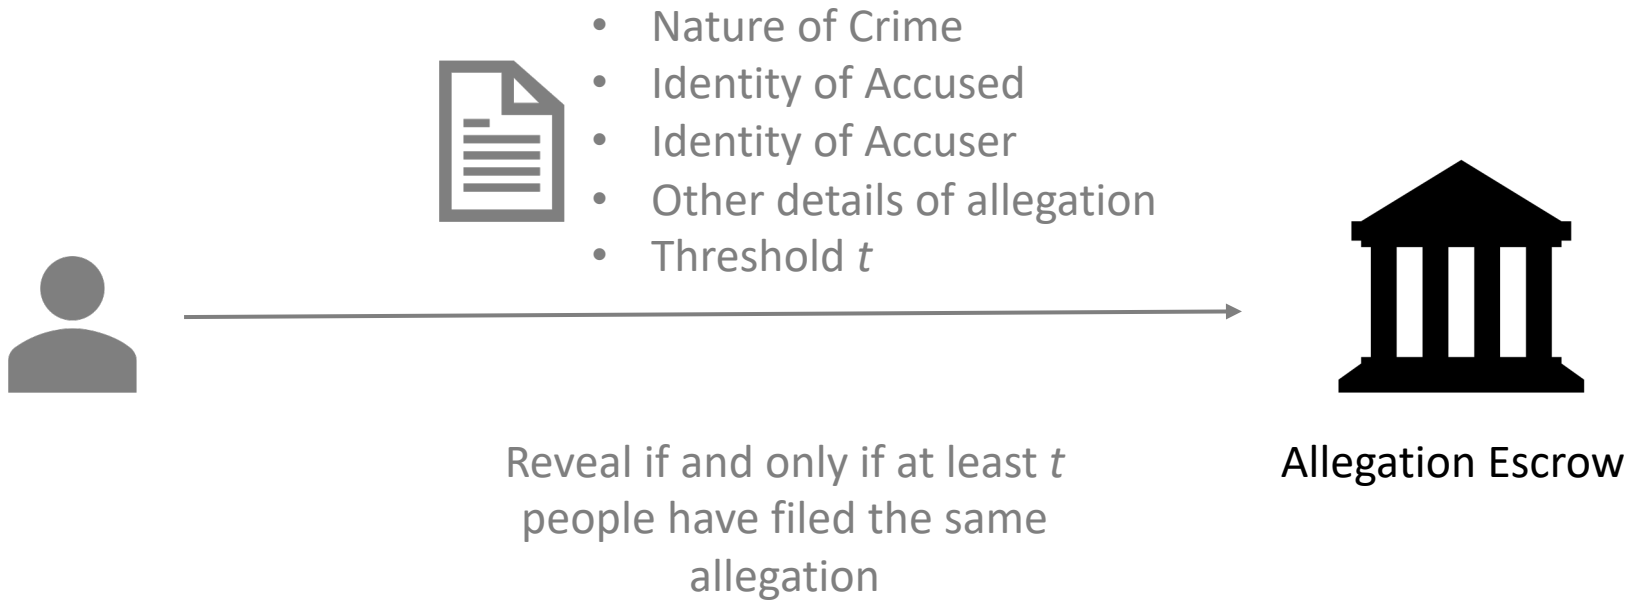 • Nature of Crime
• Identity of Accused
• Identity of Accuser
• Other details of allegation
• Threshold t
Reveal if and only if at least t
people have filed the same
allegation
Allegation Escrow